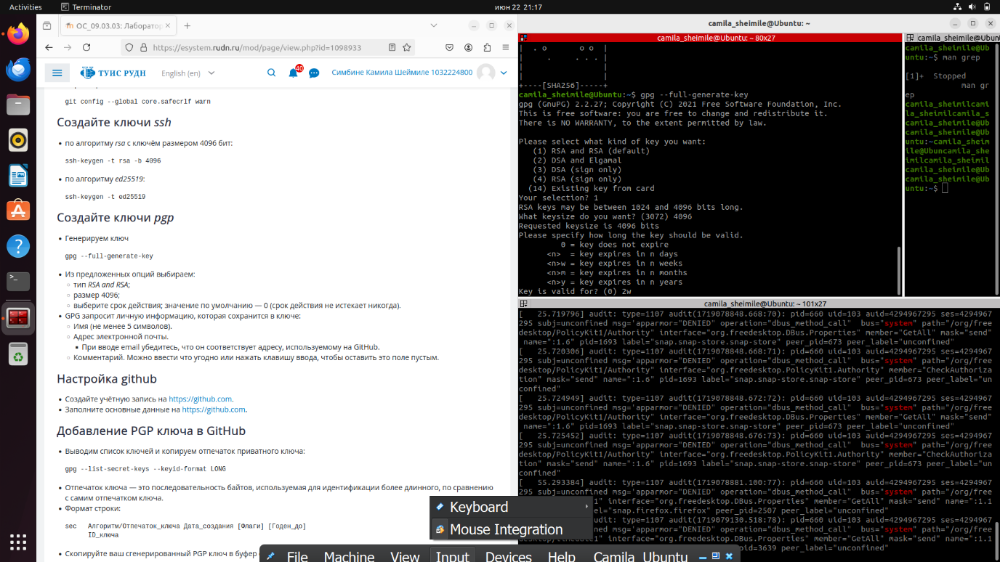 Activities
Terminator
июн 22 21:17
ОС_09.03.03: Лаборатор
https://esystem.rudn.ru/mod/page/view.php?id=1098933
ТУИС РУДН
English (en)
40
Симбине Камила Шеймиле 1032224800
git config --global core.safecrlf warn
Создайте ключи ssh
по алгоритму rsa с ключём размером 4096 бит:
ssh-keygen -t rsa -b 4096
по алгоритму ed25519:
ssh-keygen -t ed25519
Создайте ключи pgp
Генерируем ключ
gpg --full-generate-key
Из предложенных опций выбираем:
тип RSA and RSA;
размер 4096;
выберите срок действия; значение по умолчанию — 0 (срок действия не истекает никогда).
GPG запросит личную информацию, которая сохранится в ключе:
Имя (не менее 5 символов).
Адрес электронной почты.
При вводе email убедитесь, что он соответствует адресу, используемому на GitHub.
Комментарий. Можно ввести что угодно или нажать клавишу ввода, чтобы оставить это поле пустым.
Настройка github
Создайте учётную запись на https://github.com.
Заполните основные данные на https://github.com.
Добавление PGP ключа в GitHub
Выводим список ключей и копируем отпечаток приватного ключа:
gpg --list-secret-keys --keyid-format LONG
Отпечаток ключа — это последовательность байтов, используемая для идентификации более длинного, по сравнению
с самим отпечатком ключа.
Формат строки:
sec   Алгоритм/Отпечаток_ключа Дата_создания [Флаги] [Годен_до]
ID_ключа
Скопируйте ваш сгенерированный PGP ключ в буфер
camila_sheimile@Ubuntu: ~
camila_sheimile@Ubuntu: ~ 80x27
|  . o       o o  |
|     .     . . . |
|                 |
|                 |
+----[SHA256]-----+
camila_sheimile@Ubuntu:~$ gpg --full-generate-key
gpg (GnuPG) 2.2.27; Copyright (C) 2021 Free Software Foundation, Inc.
This is free software: you are free to change and redistribute it.
There is NO WARRANTY, to the extent permitted by law.
Please select what kind of key you want:
(1) RSA and RSA (default)
(2) DSA and Elgamal
(3) DSA (sign only)
(4) RSA (sign only)
(14) Existing key from card
Your selection? 1
RSA keys may be between 1024 and 4096 bits long.
What keysize do you want? (3072) 4096
Requested keysize is 4096 bits
Please specify how long the key should be valid.
0 = key does not expire
<n>  = key expires in n days
<n>w = key expires in n weeks
<n>m = key expires in n months
<n>y = key expires in n years
Key is valid for? (0) 2w
camila_sheimile@Ubunt
camila_sheimile@Ub
untu:~$ man grep
[1]+  Stopped
man gr
ep
camila_sheimilcami
la_sheimilcamila_s
camila_sheimile@Ub
camila_sheimile@Ub
untu:~camila_sheim
ile@Ubuncamila_she
imilcamila_sheimil
camila_sheimile@Ub
camila_sheimile@Ub
untu:~$
camila_sheimile@Ubuntu: ~ 101x27
[   25.719796] audit: type=1107 audit(1719078848.668:70): pid=660 uid=103 auid=4294967295 ses=4294967
295 subj=unconfined msg='apparmor="DENIED" operation="dbus_method_call"  bus="system" path="/org/free
desktop/PolicyKit1/Authority" interface="org.freedesktop.DBus.Properties" member="GetAll" mask="send"
name=":1.6" pid=1693 label="snap.snap-store.snap-store" peer_pid=673 peer_label="unconfined"
[   25.720306] audit: type=1107 audit(1719078848.668:71): pid=660 uid=103 auid=4294967295 ses=4294967
295 subj=unconfined msg='apparmor="DENIED" operation="dbus_method_call"  bus="system" path="/org/free
desktop/PolicyKit1/Authority" interface="org.freedesktop.PolicyKit1.Authority" member="CheckAuthoriza
tion" mask="send" name=":1.6" pid=1693 label="snap.snap-store.snap-store" peer_pid=673 peer_label="un
confined"
[   25.724949] audit: type=1107 audit(1719078848.672:72): pid=660 uid=103 auid=4294967295 ses=4294967
295 subj=unconfined msg='apparmor="DENIED" operation="dbus_method_call"  bus="system" path="/org/free
desktop/PolicyKit1/Authority" interface="org.freedesktop.DBus.Properties" member="GetAll" mask="send"
name=":1.6" pid=1693 label="snap.snap-store.snap-store" peer_pid=673 peer_label="unconfined"
[   25.725452] audit: type=1107 audit(1719078848.676:73): pid=660 uid=103 auid=4294967295 ses=4294967
295 subj=unconfined msg='apparmor="DENIED" operation="dbus_method_call"  bus="system" path="/org/free
desktop/PolicyKit1/Authority" interface="org.freedesktop.PolicyKit1.Authority" member="CheckAuthoriza
tion" mask="send" name=":1.6" pid=1693 label="snap.snap-store.snap-store" peer_pid=673 peer_label="un
confined"
[   55.293384] audit: type=1107 audit(1719078881.100:77): pid=660 uid=103 auid=4294967295 ses=4294967
295 subj=unconfined msg='apparmor="DENIED" operation="dbus_method_call"  bus="system" path="/org/free
1" interface="org.freedesktop.DBus.Properties" member="GetAll" mask="send" name=":1.1
label="snap.firefox.firefox" peer_pid=2507 peer_label="unconfined"
audit: type=1107 audit(1719079130.518:78): pid=660 uid=103 auid=4294967295 ses=4294967
msg='apparmor="DENIED" operation="dbus_method_call"  bus="system" path="/org/free
interface="org.freedesktop.DBus.Properties" member="GetAll" mask="send" name=":1.1
peer_pid=3639 peer_label="unconfined"
Keyboard
Mouse Integration
File Machine View Input Devices Help Camila_Ubuntu